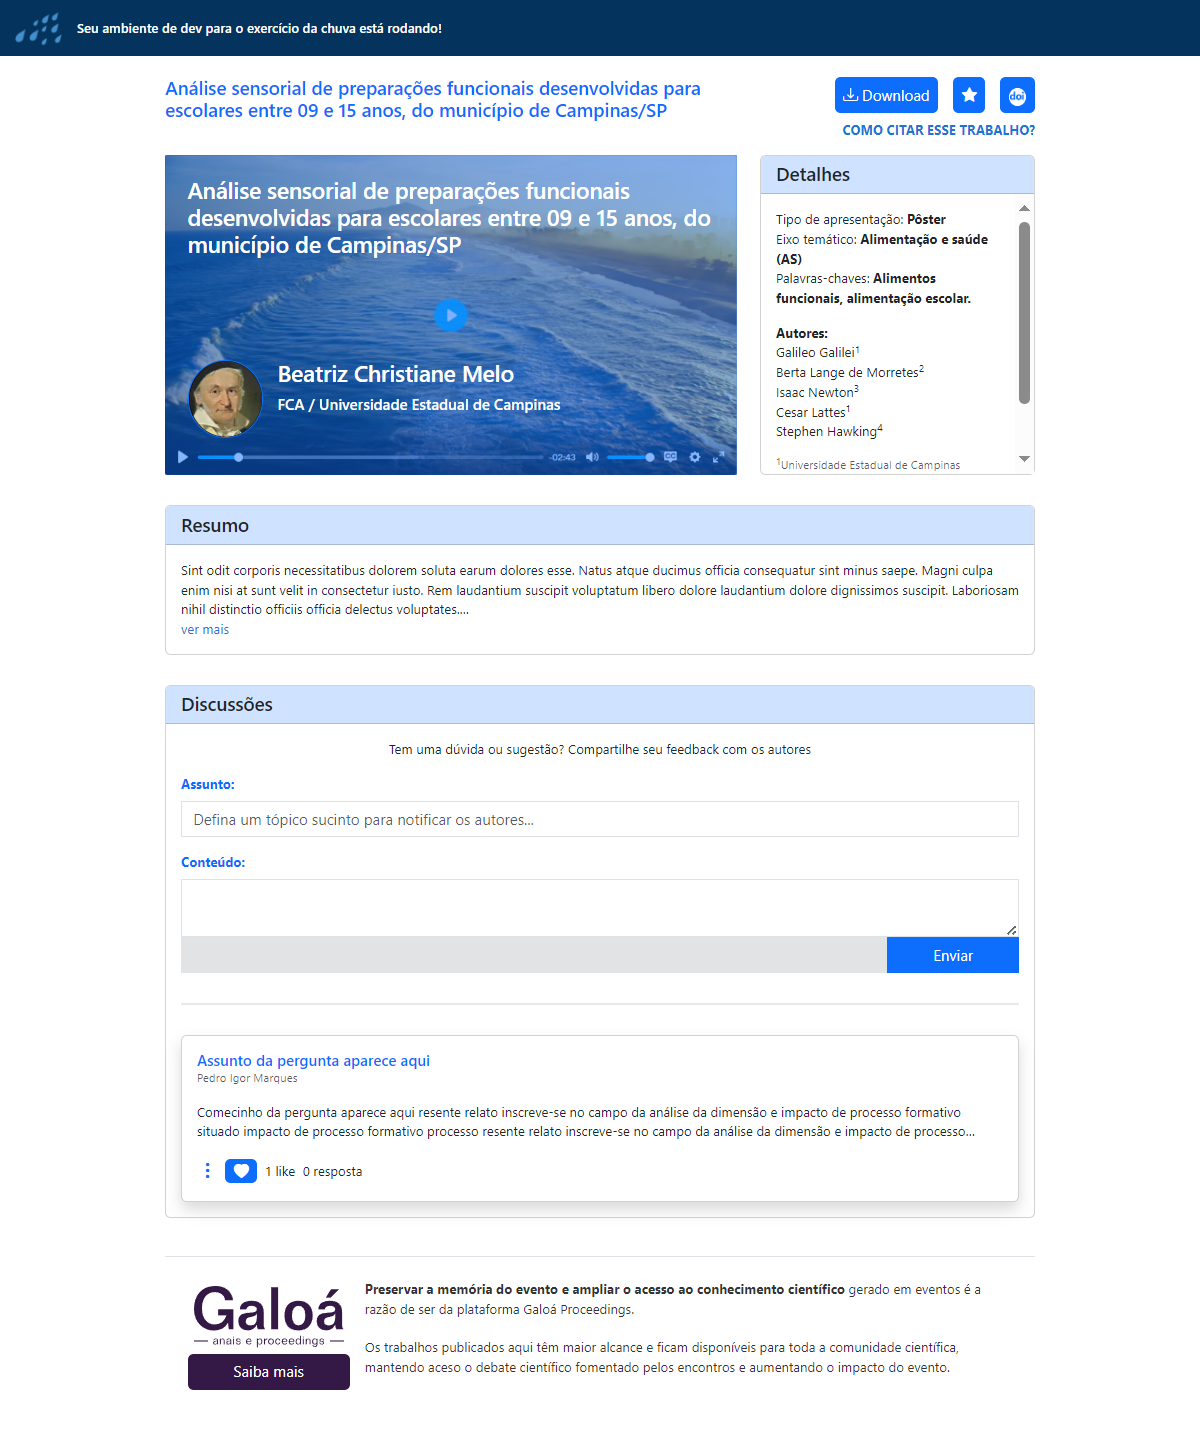 Seu ambiente de dev para o exercício da chuva está rodando!
Análise sensorial de preparações funcionais desenvolvidas para
escolares entre 09 e 15 anos, do município de Campinas/SP
Download
doi
COMO CITAR ESSE TRABALHO?
Análise sensorial de preparações funcionais
desenvolvidas para escolares entre 09 e 15 anos, do
município de Campinas/SP
Beatriz Christiane Melo
FCA / Universidade Estadual de Campinas
-02:43
CC
Detalhes
Tipo de apresentação: Pôster
Eixo temático: Alimentação e saúde
(AS)
Palavras-chaves: Alimentos
funcionais, alimentação escolar.
Autores:
Galileo Galilei¹
Berta Lange de Morretes²
Isaac Newton³
Cesar Lattes¹
Stephen Hawking⁴
¹Universidade Estadual de Campinas
Resumo
Sint odit corporis necessitatibus dolorem soluta earum dolores esse. Natus atque ducimus officia consequatur sint minus saepe. Magni culpa
enim nisi at sunt velit in consectetur iusto. Rem laudantium suscipit voluptatum libero dolore laudantium dolore dignissimos suscipit. Laboriosam
nihil distinctio officiis officia delectus voluptates....
ver mais
Discussões
Tem uma dúvida ou sugestão? Compartilhe seu feedback com os autores
Assunto:
Defina um tópico sucinto para notificar os autores...
Conteúdo:
Enviar
Assunto da pergunta aparece aqui
Pedro Igor Marques
Comecinho da pergunta aparece aqui resente relato inscreve-se no campo da análise da dimensão e impacto de processo formativo
situado impacto de processo formativo processo resente relato inscreve-se no campo da análise da dimensão e impacto de processo...
1 like 0 resposta
Galoá
anais e proceedings
Saiba mais
Preservar a memória do evento e ampliar o acesso ao conhecimento científico gerado em eventos é a
razão de ser da plataforma Galoá Proceedings.
Os trabalhos publicados aqui têm maior alcance e ficam disponíveis para toda a comunidade científica,
mantendo aceso o debate científico fomentado pelos encontros e aumentando o impacto do evento.